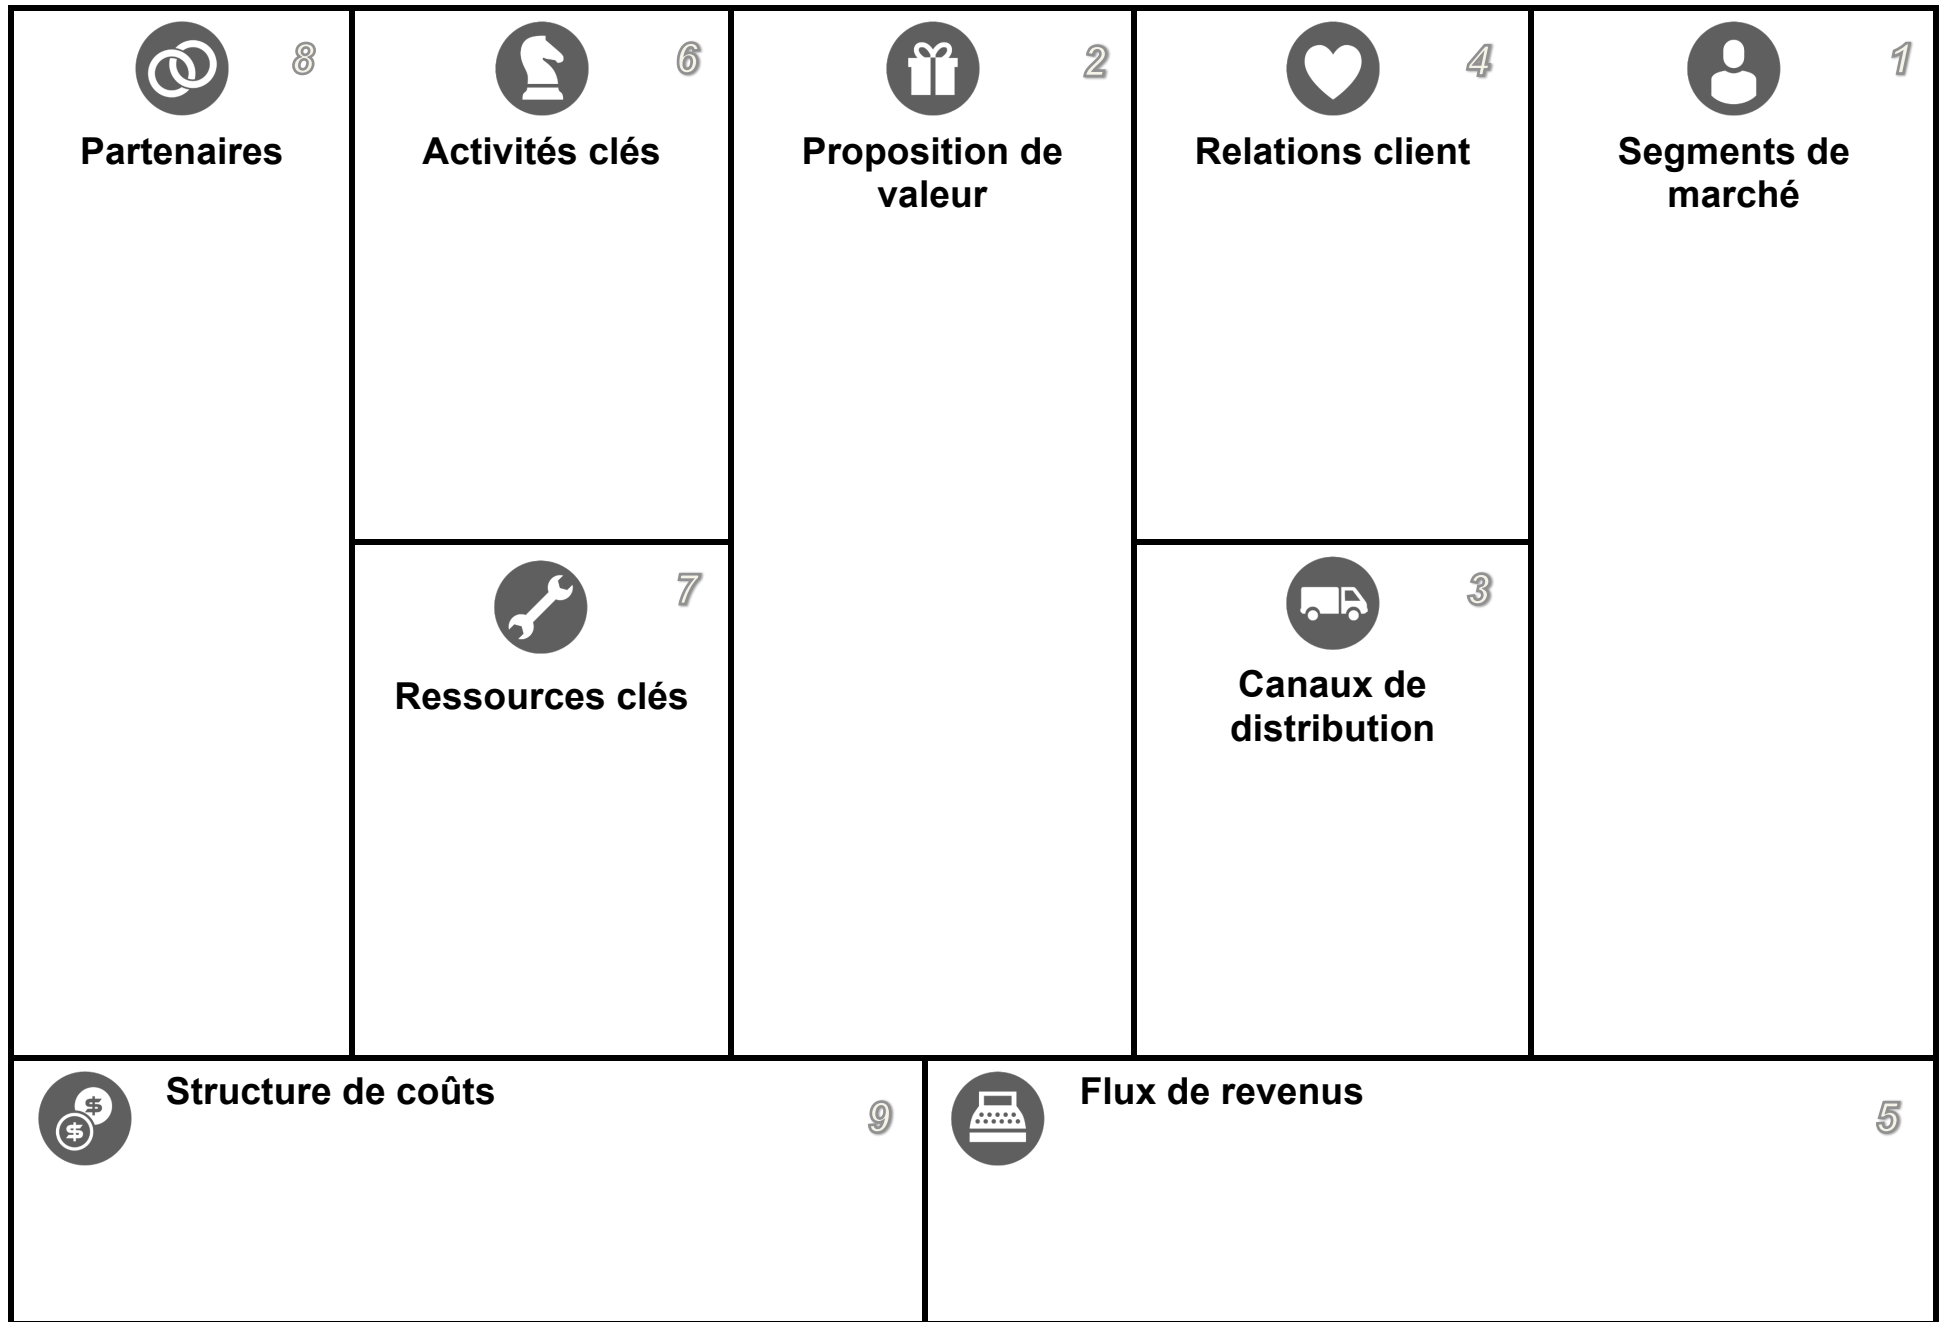 8
Partenaires
6
Activités clés
7
Ressources clés
2
Proposition de
valeur
4
Relations client
3
Canaux de
distribution
1
Segments de
marché
Structure de coûts
9
Flux de revenus
5